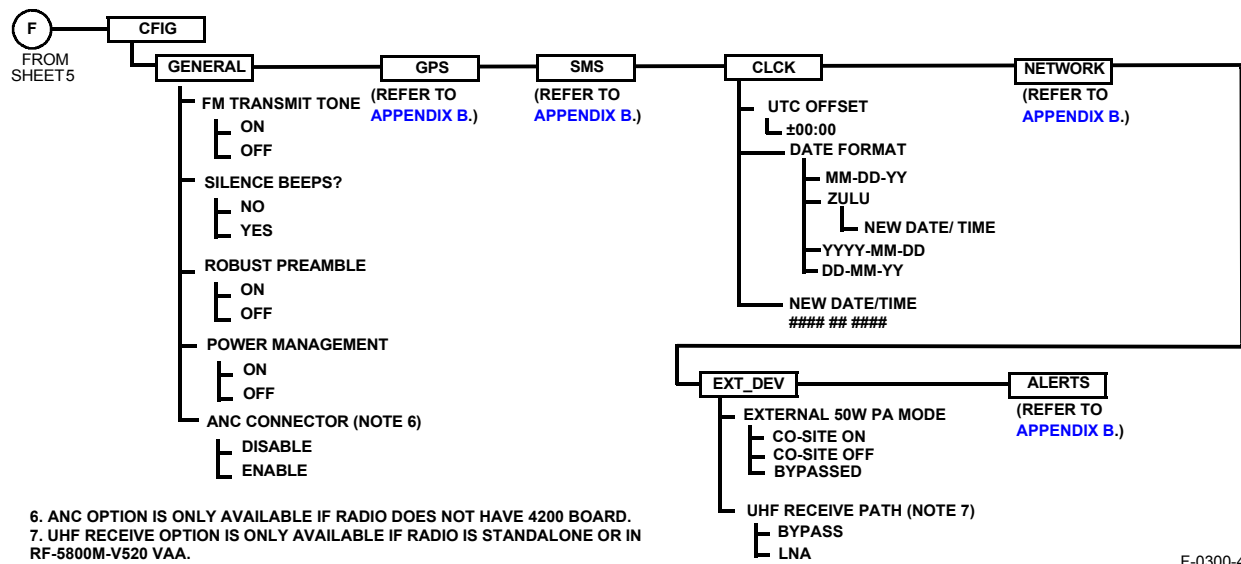 F
FROM
SHEET 5
CFIG
GENERAL
FM TRANSMIT TONE
ON
OFF
SILENCE BEEPS?
NO
YES
ROBUST PREAMBLE
ON
OFF
POWER MANAGEMENT
ON
OFF
ANC CONNECTOR (NOTE 6)
DISABLE
ENABLE
GPS
(REFER TO
APPENDIX B.)
SMS
(REFER TO
APPENDIX B.)
CLCK
UTC OFFSET
±00:00
DATE FORMAT
MM-DD-YY
ZULU
NEW DATE/ TIME
YYYY-MM-DD
DD-MM-YY
NEW DATE/TIME
#### ## ####
NETWORK
(REFER TO
APPENDIX B.)
EXT_DEV
EXTERNAL 50W PA MODE
CO-SITE ON
CO-SITE OFF
BYPASSED
UHF RECEIVE PATH (NOTE 7)
BYPASS
LNA
ALERTS
(REFER TO
APPENDIX B.)
6. ANC OPTION IS ONLY AVAILABLE IF RADIO DOES NOT HAVE 4200 BOARD.
7. UHF RECEIVE OPTION IS ONLY AVAILABLE IF RADIO IS STANDALONE OR IN
RF-5800M-V520 VAA.